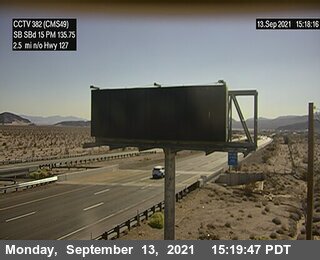 CCTV 382 (CMS49)
SB SBd 15 PM 135.75
2.5 mi n/o Hwy 127
13.Sep 2021 15:18:16
Monday, September 13, 2021 15:19:47 PDT